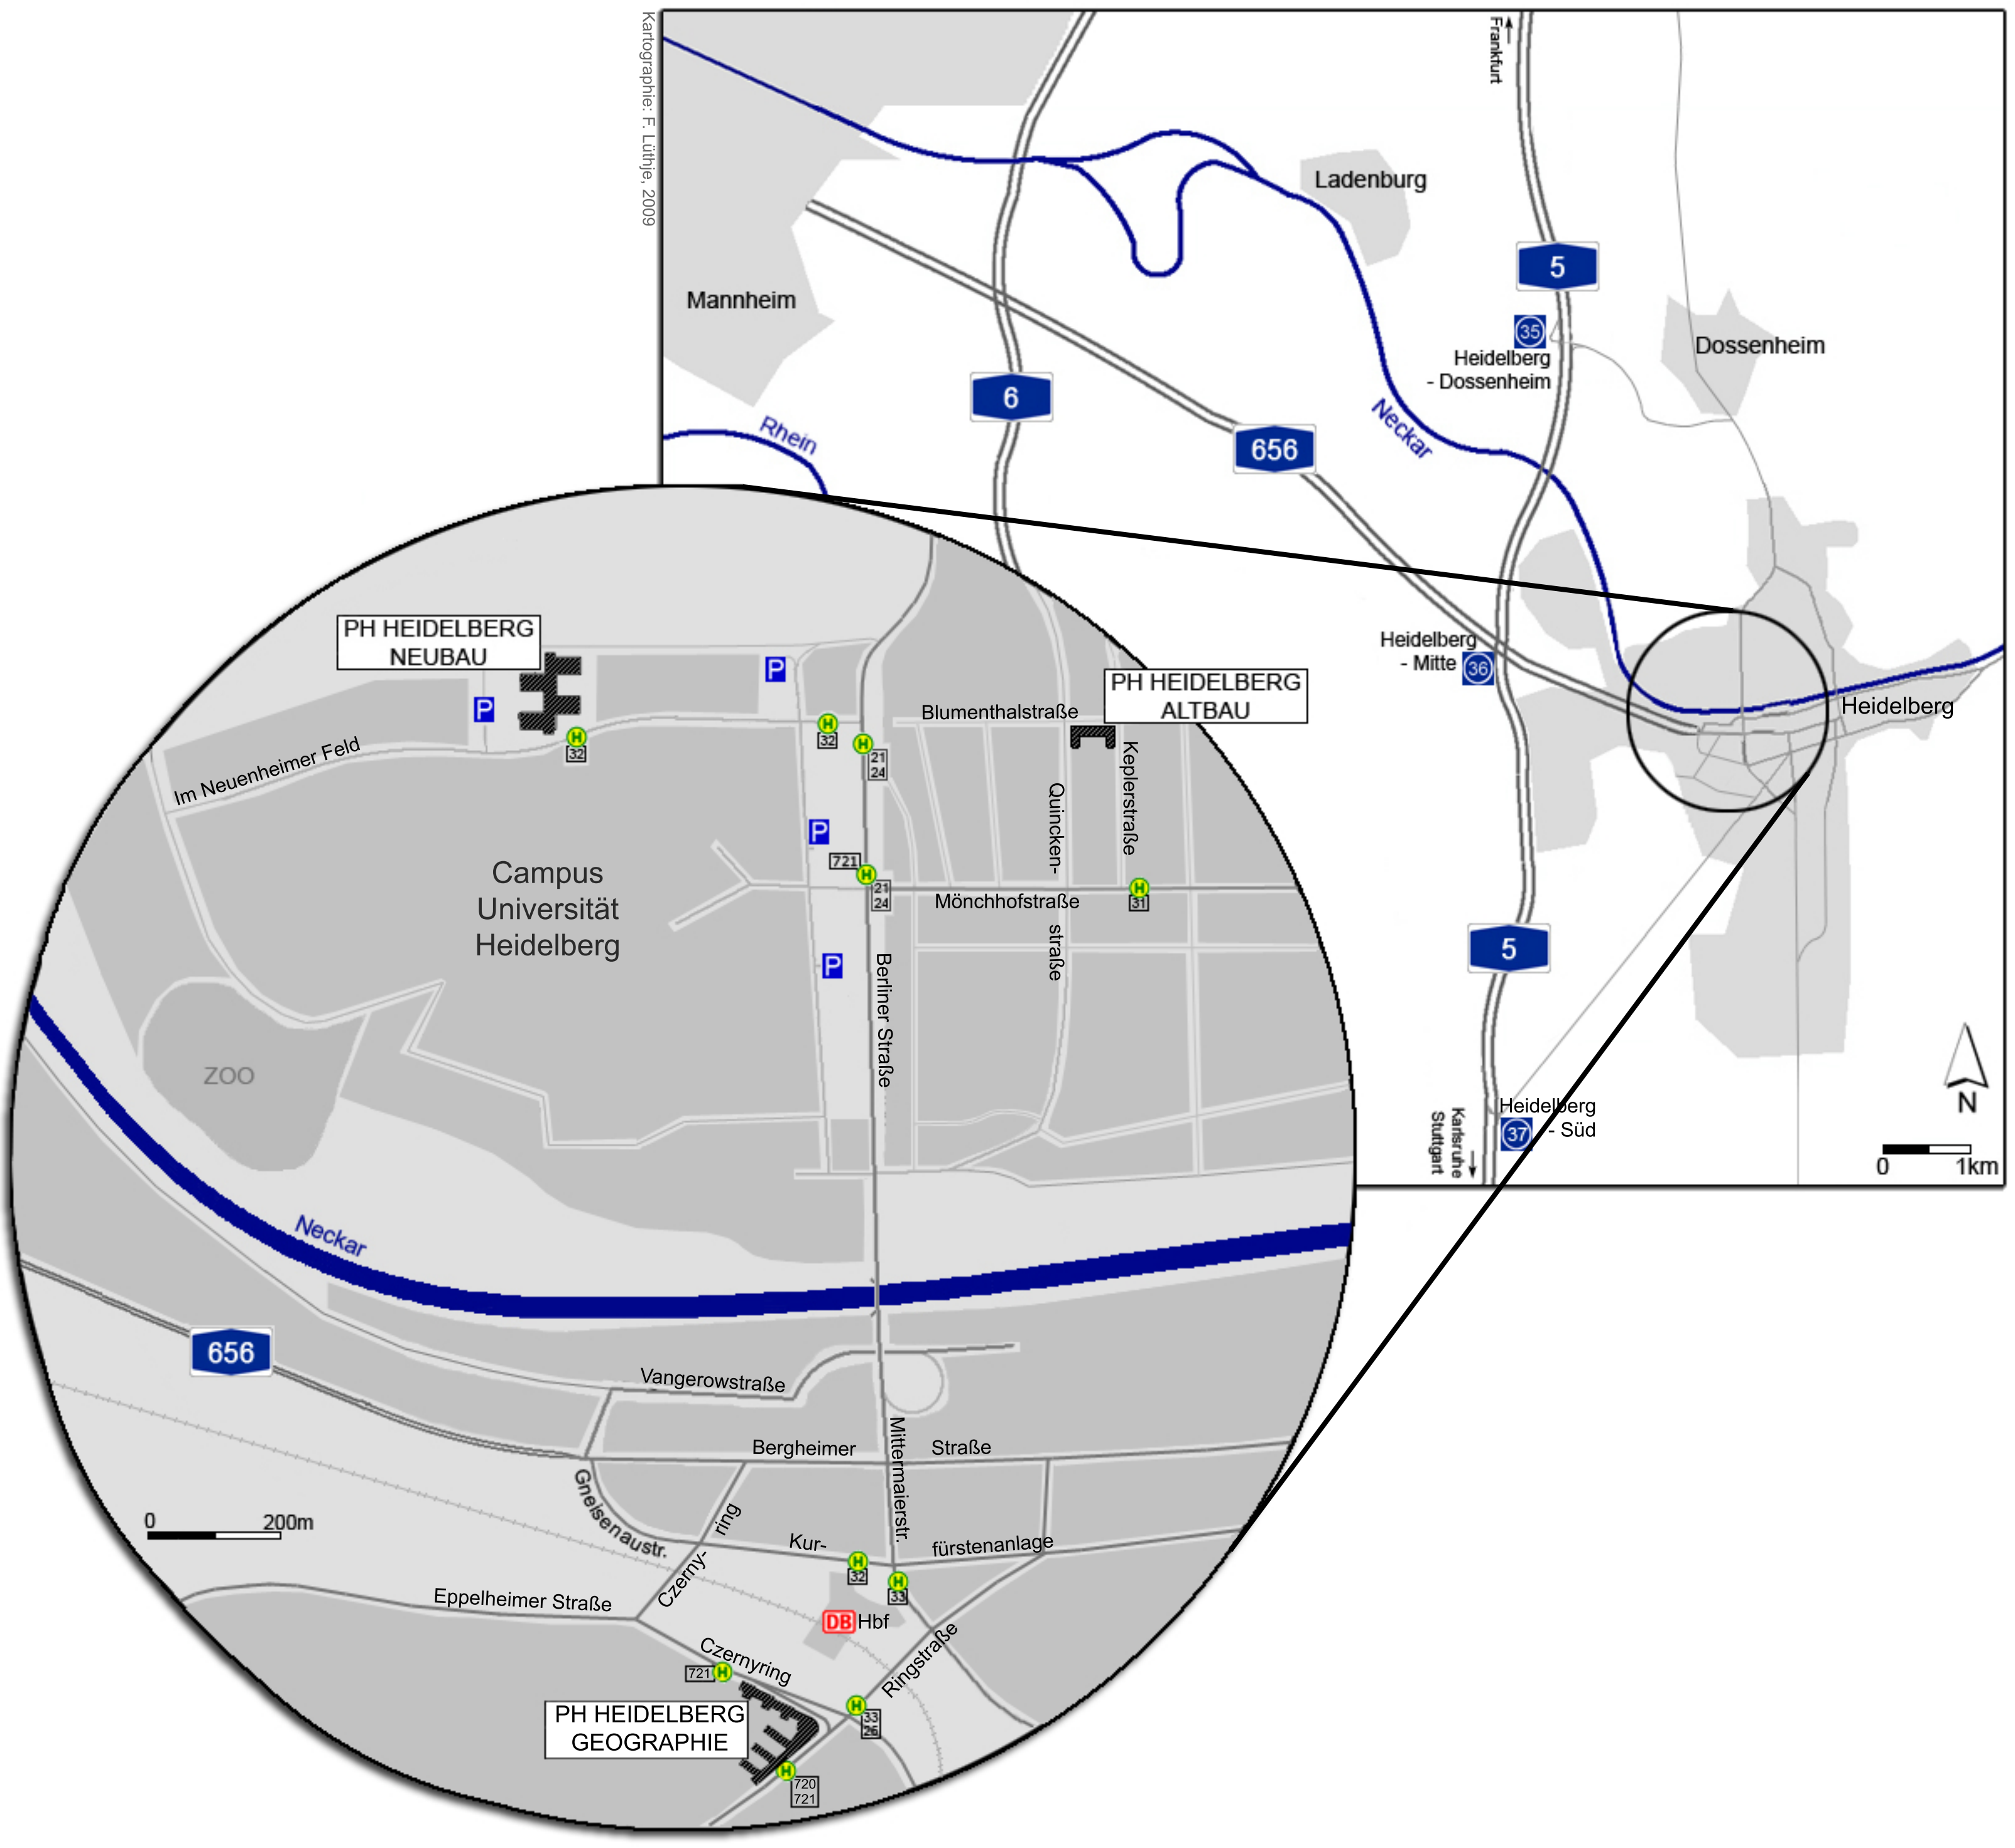 Kartographie: F. Lüthje, 2009
Frankfurt
Ladenburg
5
Mannheim
35
Heidelberg
- Dossenheim
Dossenheim
6
Rhein
Neckar
656
Heidelberg
- Mitte
36
Heidelberg
5
Heidelberg
- Süd
37
Karlsruhe
Stuttgart
N
0
1km
PH HEIDELBERG
NEUBAU
P
P
32
32
21
24
Im Neuenheimer Feld
Blumenthalstraße
PH HEIDELBERG
ALTBAU
H
H
H
Keplerstraße
Quincken-
straße
P
721
H
21
24
Mönchhofstraße
H
31
Campus
Universität
Heidelberg
P
Berliner Straße
ZOO
Neckar
656
Vangerowstraße
Bergheimer
Straße
Mittermaierstr.
Gneisenaustr.
0
200m
Czerny-
ring
Kur-
fürstenanlage
H
32
H
33
Eppelheimer Straße
DB
Hbf
Czernyring
721
H
Ringstraße
H
33
26
PH HEIDELBERG
GEOGRAPHIE
H
720
721